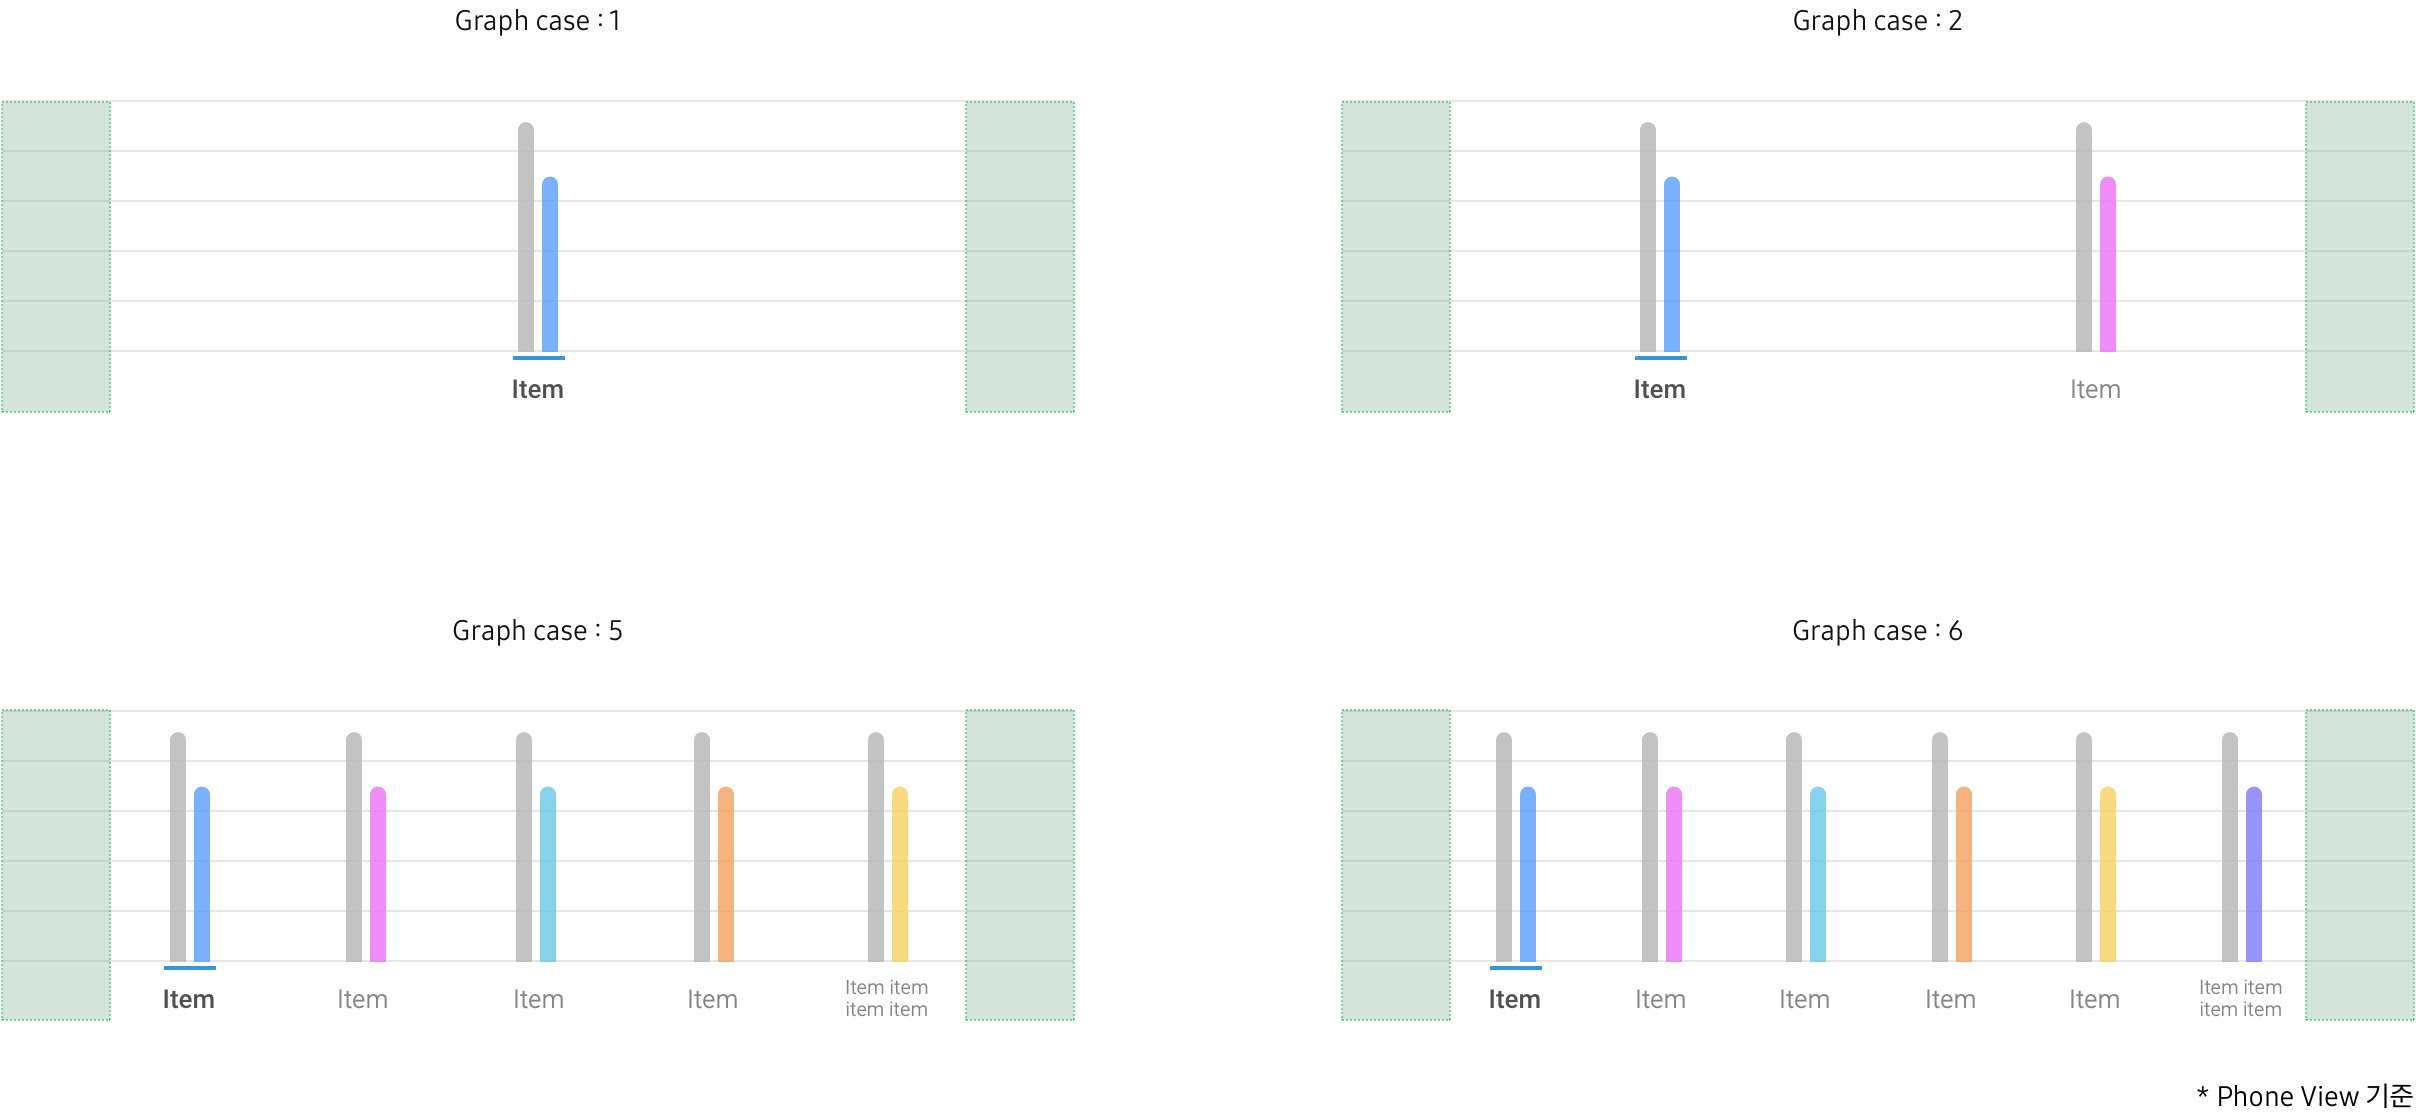 Graph case : 1
Item
Graph case : 2
Item
Item
Graph case : 5
Item
Item
Item
Item
Item item
item item
Graph case : 6
Item
Item
Item
Item
Item
Item item
item item
* Phone View 기준